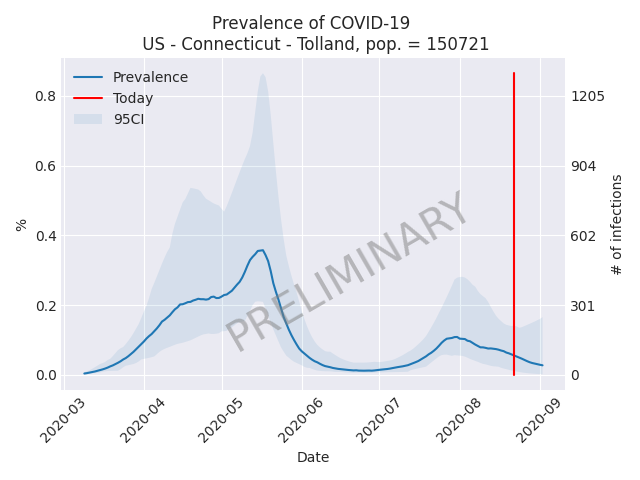 Prevalence of COVID-19
US - Connecticut - Tolland, pop. = 150721
Prevalence
Today
95CI
PRELIMINARY
%
0.8
0.6
0.4
0.2
0.0
1205
904
602
301
0
# of infections
2020-03
2020-04
2020-05
2020-06
2020-07
2020-08
2020-09
Date